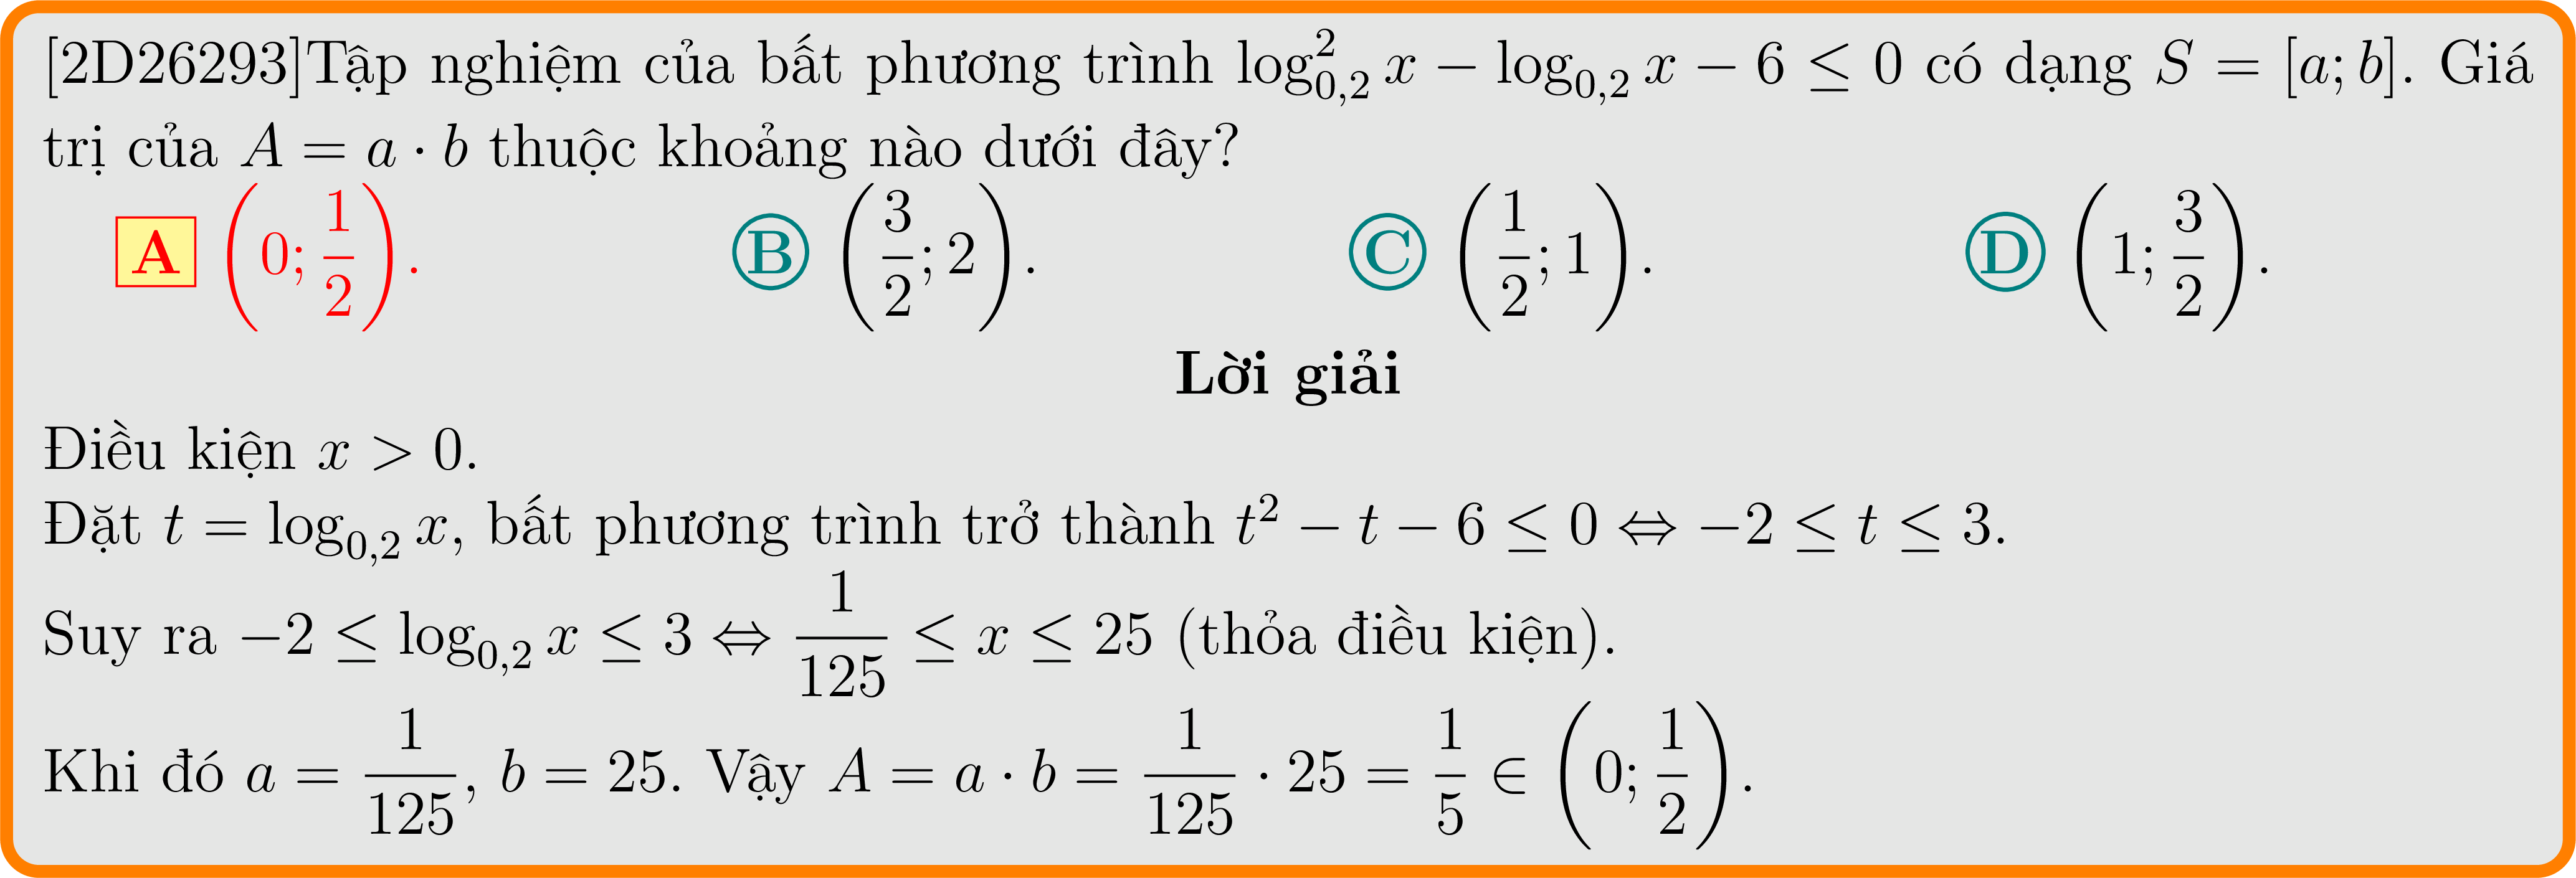 [2D26293]Tập nghiệm của bất phương trình $\log_{0,2}^{2} x - \log_{0,2} x - 6 \leq 0$ có dạng $S = [a; b]$. Giá
trị của $A = a \cdot b$ thuộc khoảng nào dưới đây?
A $\left(0; \frac{1}{2}\right)$. B $\left(\frac{3}{2}; 2\right)$. C $\left(\frac{1}{2}; 1\right)$. D $\left(1; \frac{3}{2}\right)$.
Lời giải
Điều kiện $x > 0$.
Đặt $t = \log_{0,2} x$, bất phương trình trở thành $t^2 - t - 6 \leq 0 \Leftrightarrow -2 \leq t \leq 3$.
Suy ra $-2 \leq \log_{0,2} x \leq 3 \Leftrightarrow \frac{1}{125} \leq x \leq 25$ (thỏa điều kiện).
Khi đó $a = \frac{1}{125}$, $b = 25$. Vậy $A = a \cdot b = \frac{1}{125} \cdot 25 = \frac{1}{5} \in \left(0; \frac{1}{2}\right)$.